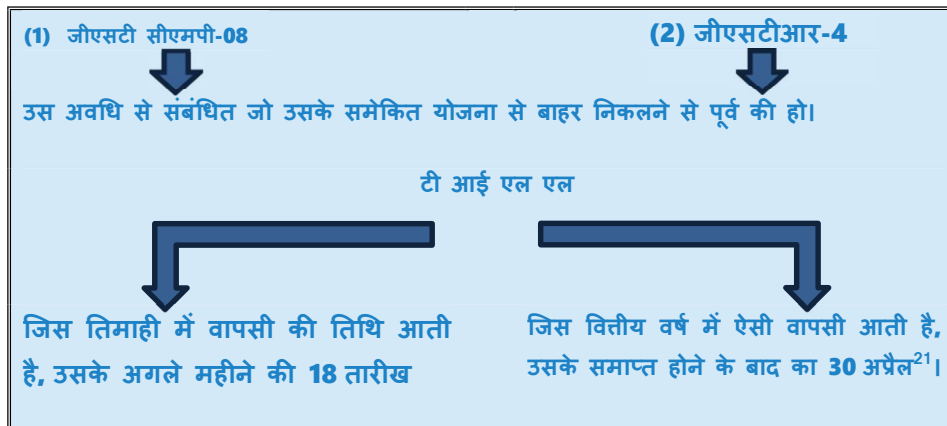 (1) जीएसटी सीएमपी-08
(2) जीएसटीआर-4
उस अवधि से संबंधित जो उसके समेकित योजना से बाहर निकलने से पूर्व की हो।
टी आई एल एल
जिस तिमाही में वापसी की तिथि आती
है, उसके अगले महीने की 18 तारीख
जिस वित्तीय वर्ष में ऐसी वापसी आती है,
उसके समाप्त होने के बाद का 30 अप्रैल²¹।